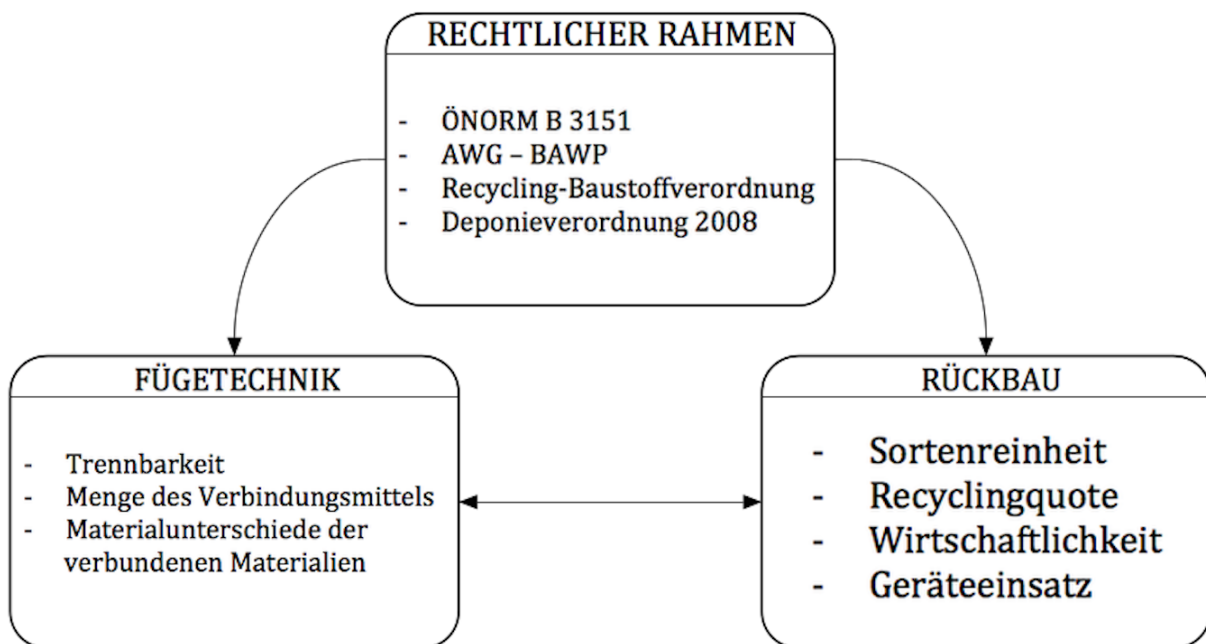 RECHTLICHER RAHMEN
- ÖNORM B 3151
- AWG – BAWP
- Recycling-Baustoffverordnung
- Deponieverordnung 2008
FÜGETECHNIK
- Trennbarkeit
- Menge des Verbindungsmittels
- Materialunterschiede der
verbundenen Materialien
RÜCKBAU
- Sortenreinheit
- Recyclingquote
- Wirtschaftlichkeit
- Geräteeinsatz